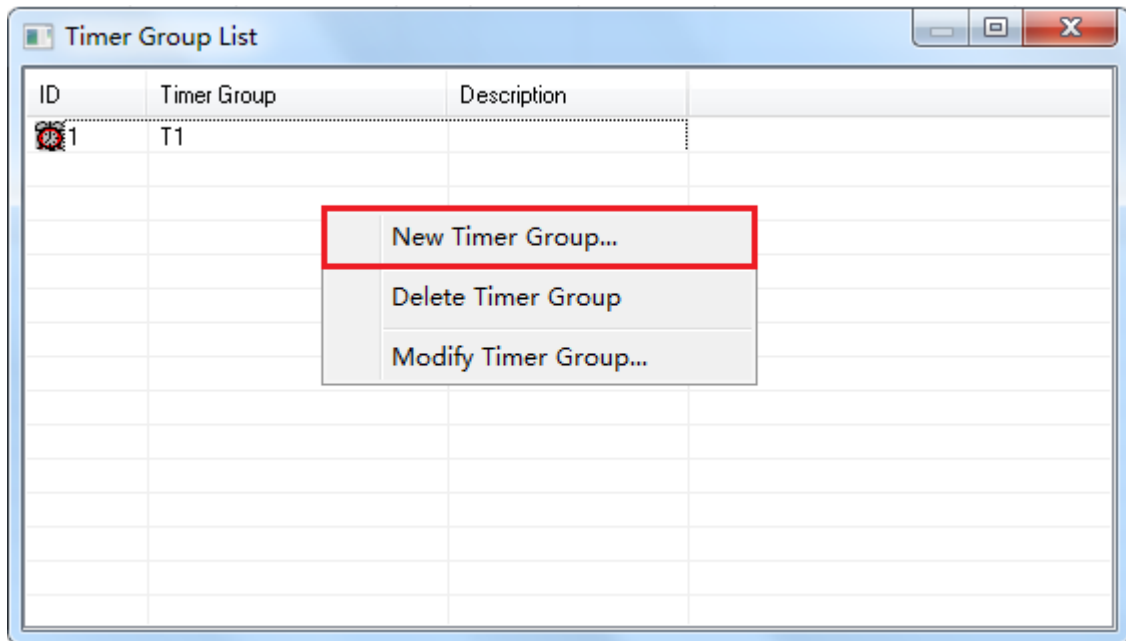 Timer Group List
ID Timer Group Description
1 T1
New Timer Group...
Delete Timer Group
Modify Timer Group...